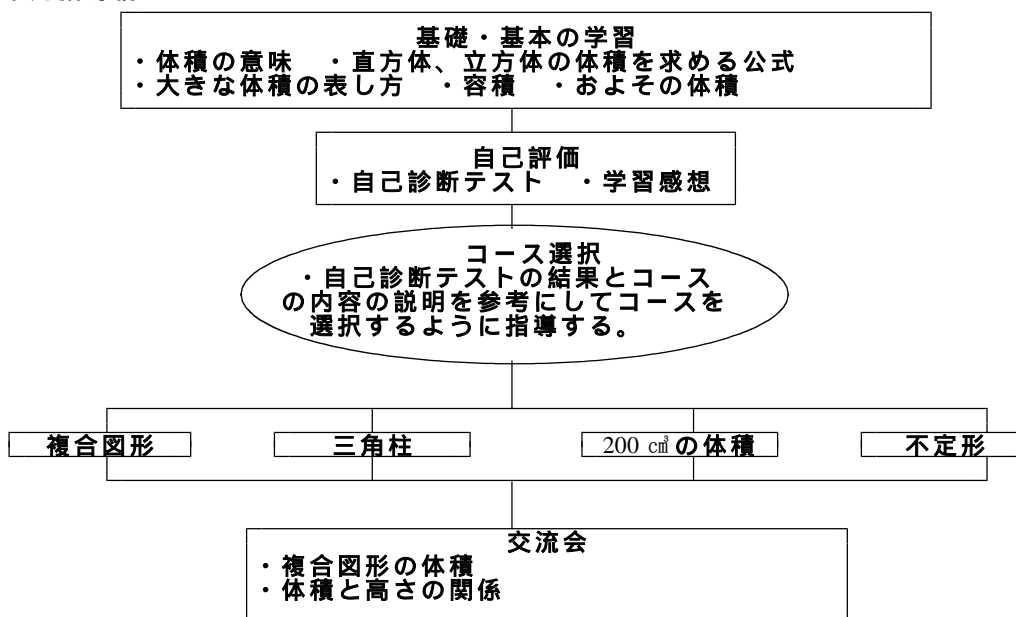 基礎・基本の学習
・体積の意味　・直方体、立方体の体積を求める公式
・大きな体積の表し方　・容積　・およその体積
自己評価
・自己診断テスト　・学習感想
コース選択
・自己診断テストの結果とコース
の内容の説明を参考にしてコースを
選択するように指導する。
複合図形
三角柱
200 ㎤の体積
不定形
交流会
・複合図形の体積
・体積と高さの関係